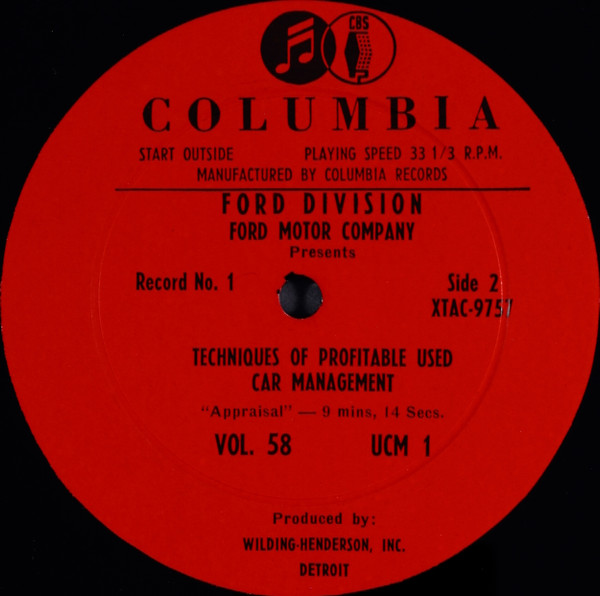 CBS
COLUMBIA
START OUTSIDE PLAYING SPEED 33 1/3 R.P.M.
MANUFACTURED BY COLUMBIA RECORDS
FORD DIVISION
FORD MOTOR COMPANY
Presents
Record No. 1 Side 2
XTAC-9757
TECHNIQUES OF PROFITABLE USED
CAR MANAGEMENT
"Appraisal" — 9 mins, 14 Secs.
VOL. 58 UCM 1
Produced by:
WILDING-HENDERSON, INC.
DETROIT